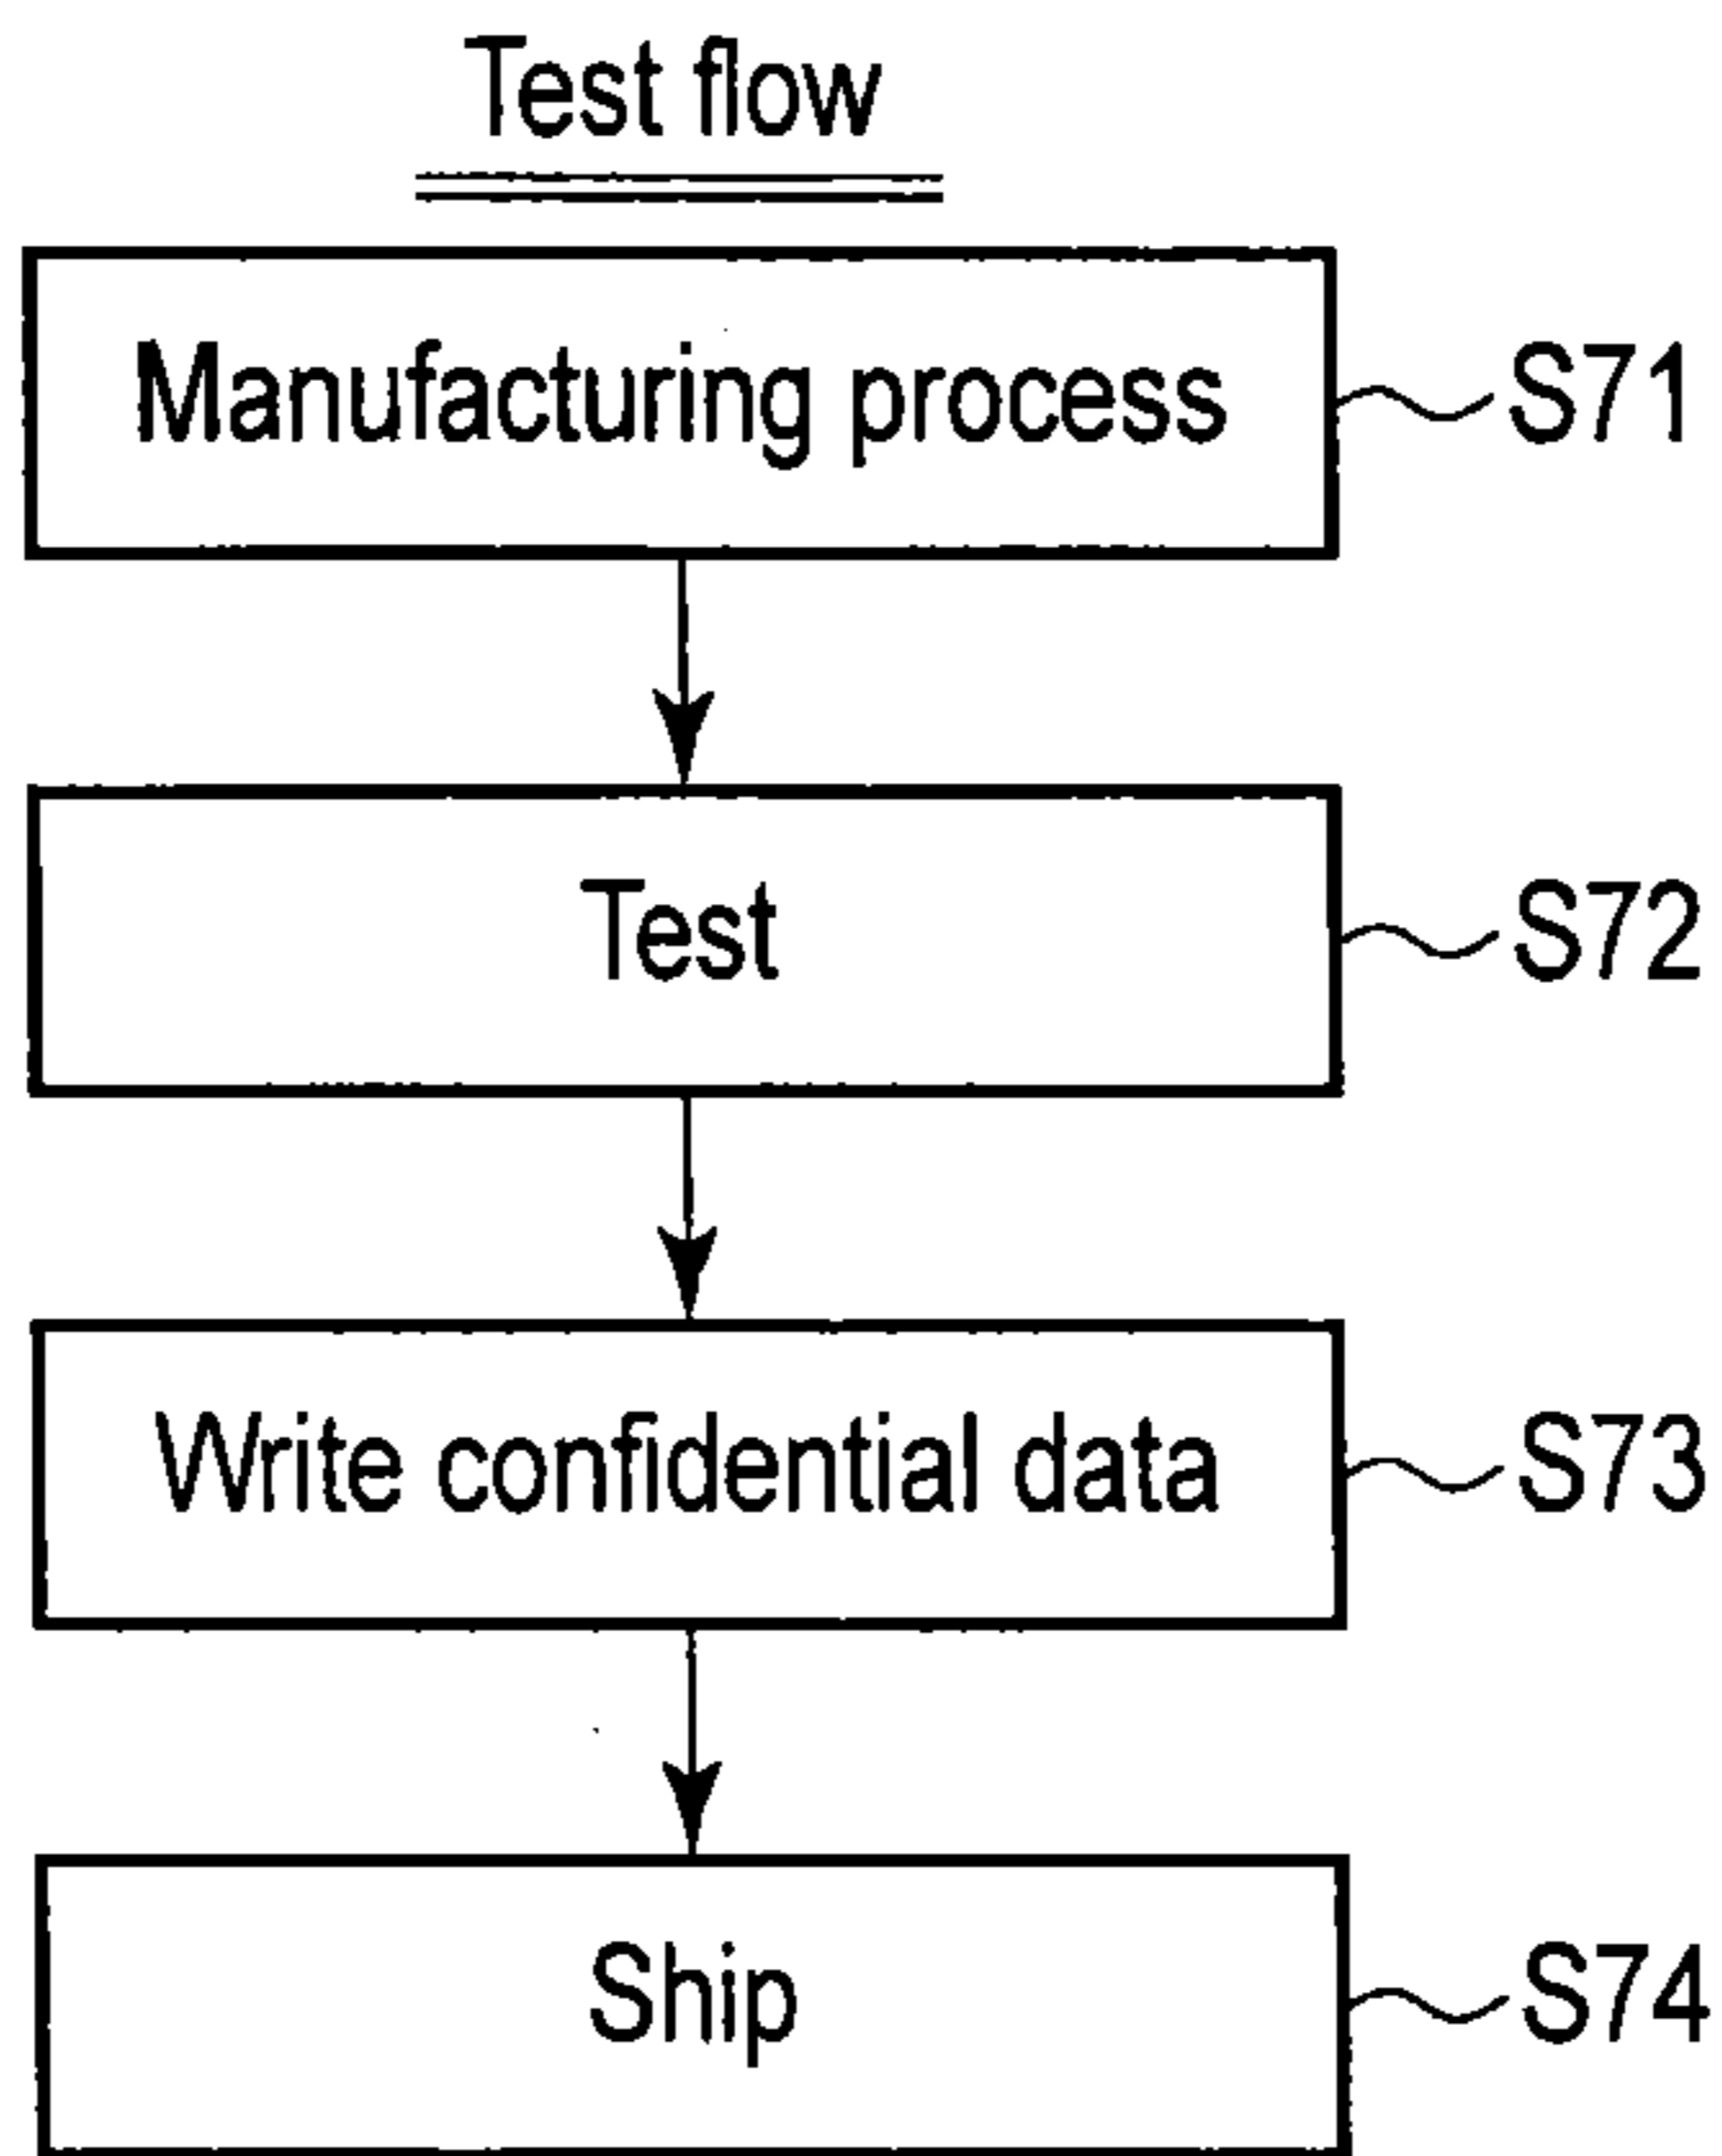 Test flow
Manufacturing process S71
Test S72
Write confidential data S73
Ship S74